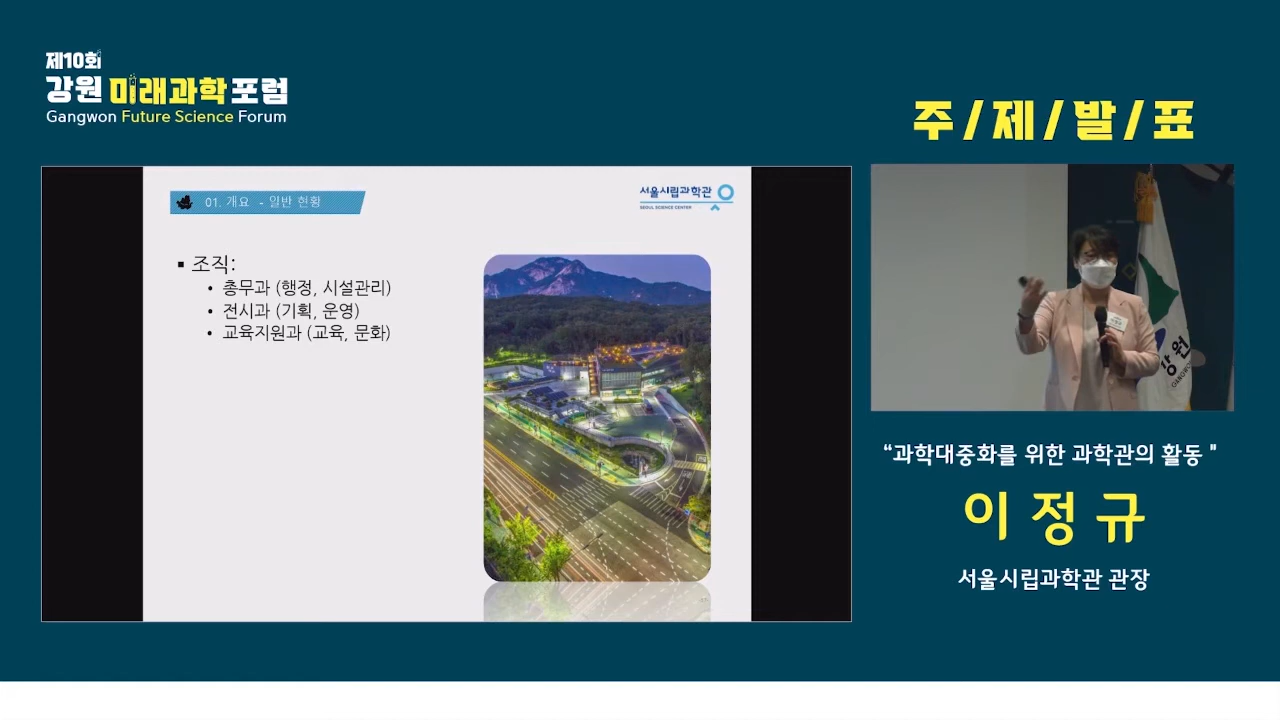 제10회
강원 미래과학 포럼
Gangwon Future Science Forum
주/제/발/표
01. 개요 - 일반 현황
서울시립과학관
SEOUL SCIENCE CENTER
▪ 조직:
• 총무과 (행정, 시설관리)
• 전시과 (기획, 운영)
• 교육지원과 (교육, 문화)
강원
“과학대중화를 위한 과학관의 활동 "
이 정 규
서울시립과학관 관장